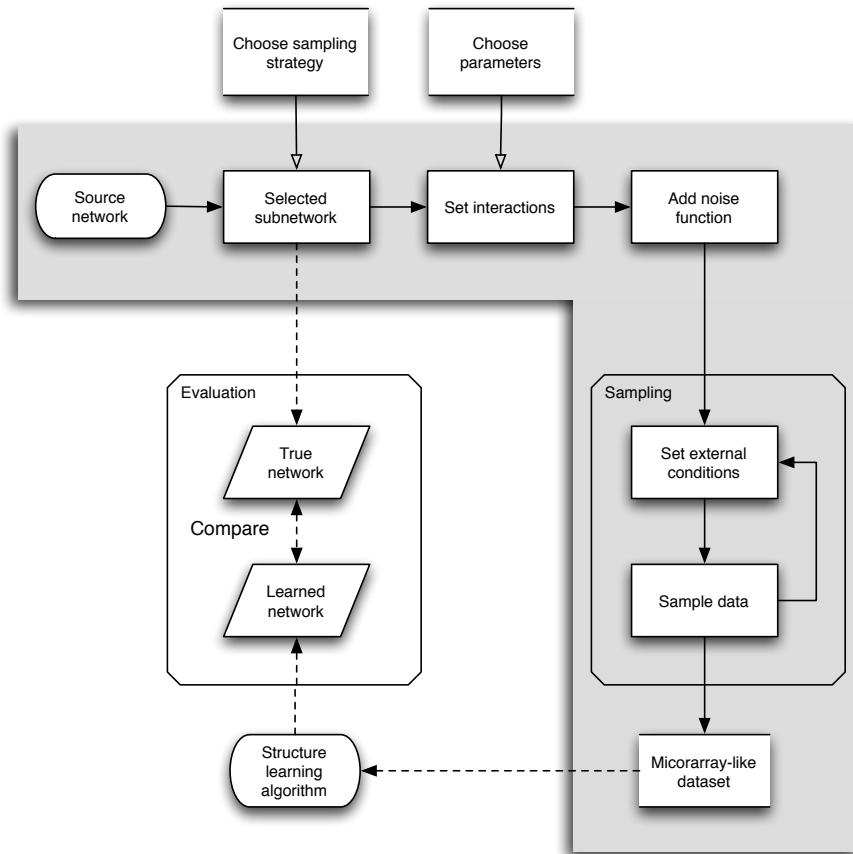 Choose sampling
strategy
Choose
parameters
Source
network
Selected
subnetwork
Set interactions
Add noise
function
Evaluation
Sampling
True
network
Set external
conditions
Compare
Learned
network
Sample data
Structure
learning
algorithm
Micorarray-like
dataset